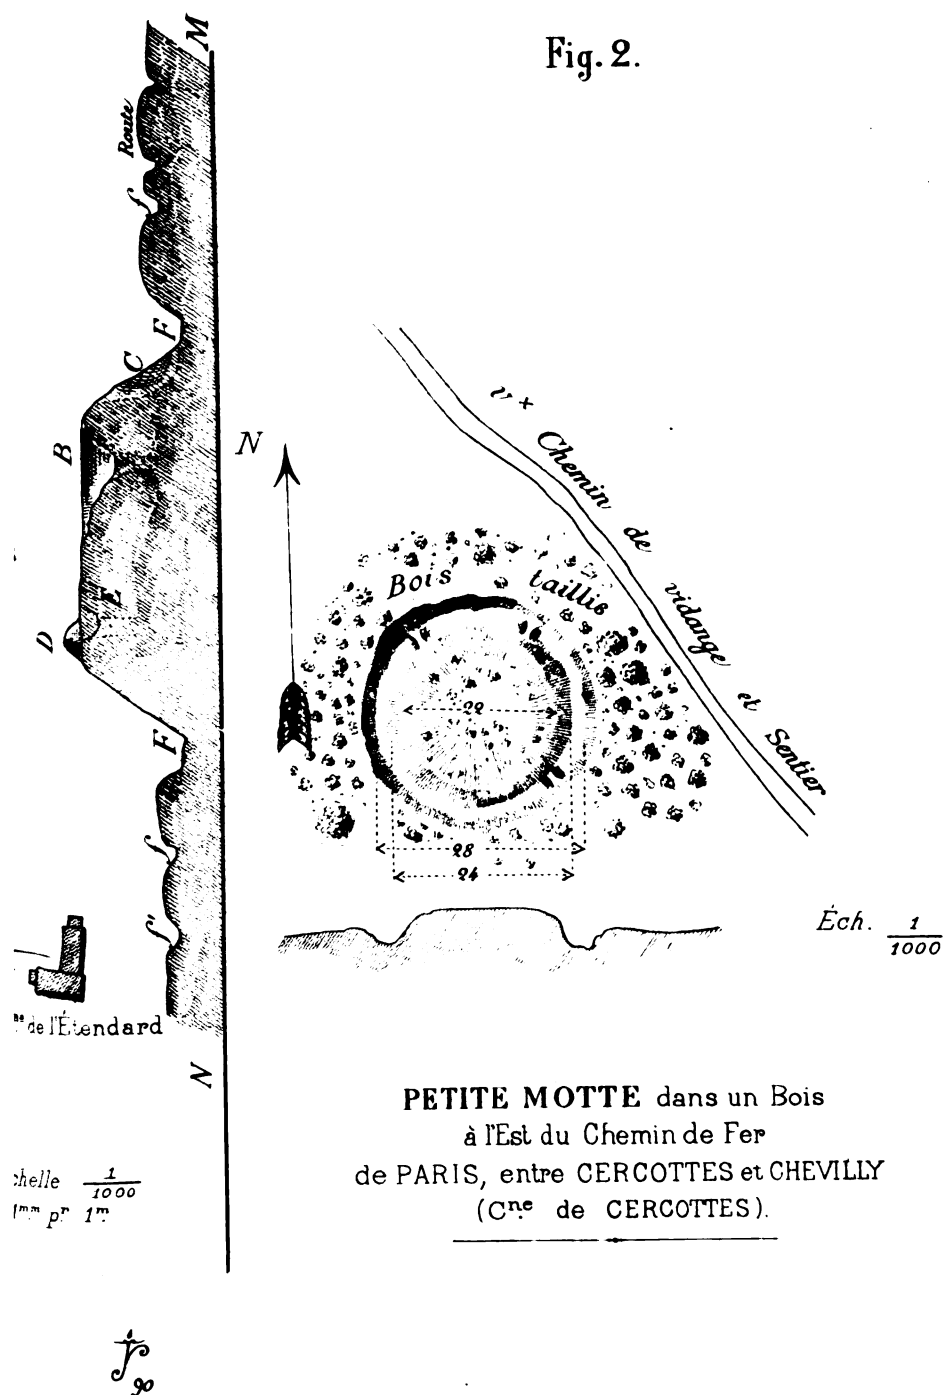 Fig. 2.
M
Route
f
F
C
B
E
D
F
f
f'
N
de l'Étendard
chelle 1/1000
1mm pr 1m
N
vx Chemin de vidange et Sentier
Bois taillis
22
28
24
Éch. 1/1000
PETITE MOTTE dans un Bois
à l'Est du Chemin de Fer
de PARIS, entre CERCOTTES et CHEVILLY
(Cne de CERCOTTES).
90